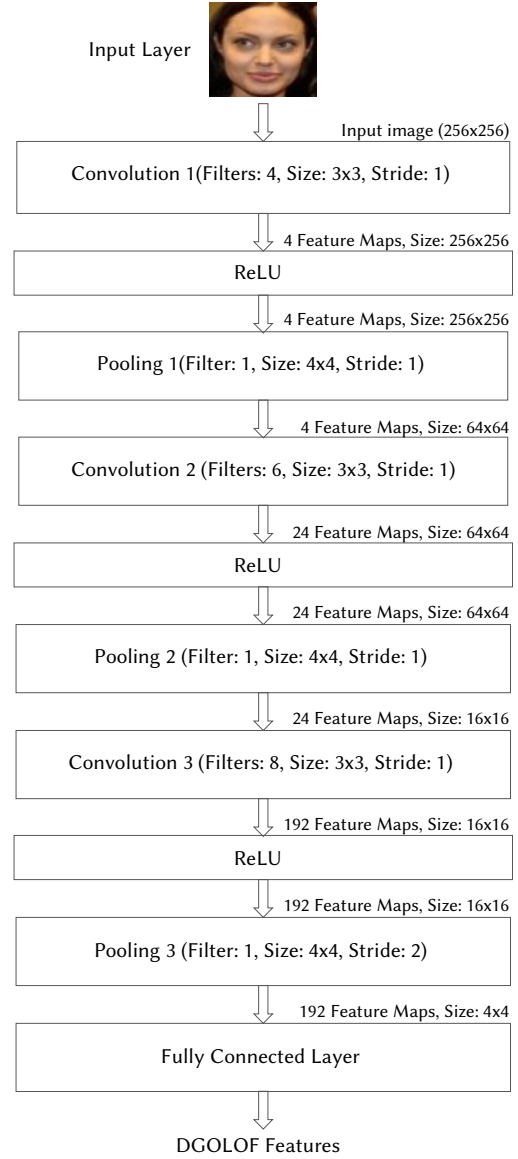 Input Layer
Input image (256x256)
Convolution 1(Filters: 4, Size: 3x3, Stride: 1)
4 Feature Maps, Size: 256x256
ReLU
4 Feature Maps, Size: 256x256
Pooling 1(Filter: 1, Size: 4x4, Stride: 1)
4 Feature Maps, Size: 64x64
Convolution 2 (Filters: 6, Size: 3x3, Stride: 1)
24 Feature Maps, Size: 64x64
ReLU
24 Feature Maps, Size: 64x64
Pooling 2 (Filter: 1, Size: 4x4, Stride: 1)
24 Feature Maps, Size: 16x16
Convolution 3 (Filters: 8, Size: 3x3, Stride: 1)
192 Feature Maps, Size: 16x16
ReLU
192 Feature Maps, Size: 16x16
Pooling 3 (Filter: 1, Size: 4x4, Stride: 2)
192 Feature Maps, Size: 4x4
Fully Connected Layer
DGOLOF Features